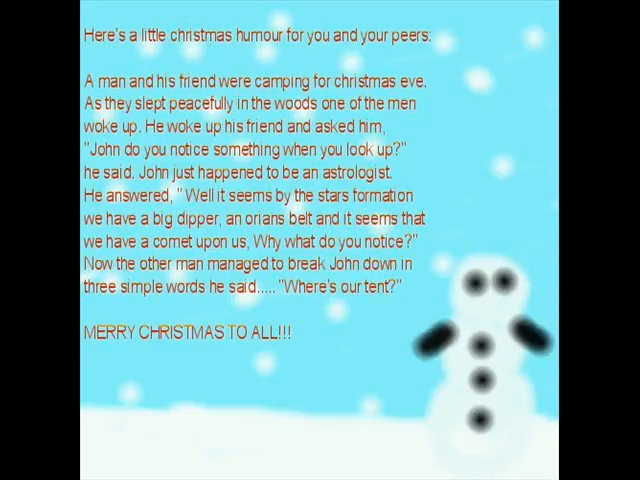 Here's a little christmas humour for you and your peers:
A man and his friend were camping for christmas eve.
As they slept peacefully in the woods one of the men
woke up. He woke up his friend and asked him,
"John do you notice something when you look up?"
he said. John just happened to be an astrologist.
He answered, " Well it seems by the stars formation
we have a big dipper, an orians belt and it seems that
we have a comet upon us, Why what do you notice?"
Now the other man managed to break John down in
three simple words he said..... "Where's our tent?"
MERRY CHRISTMAS TO ALL!!!